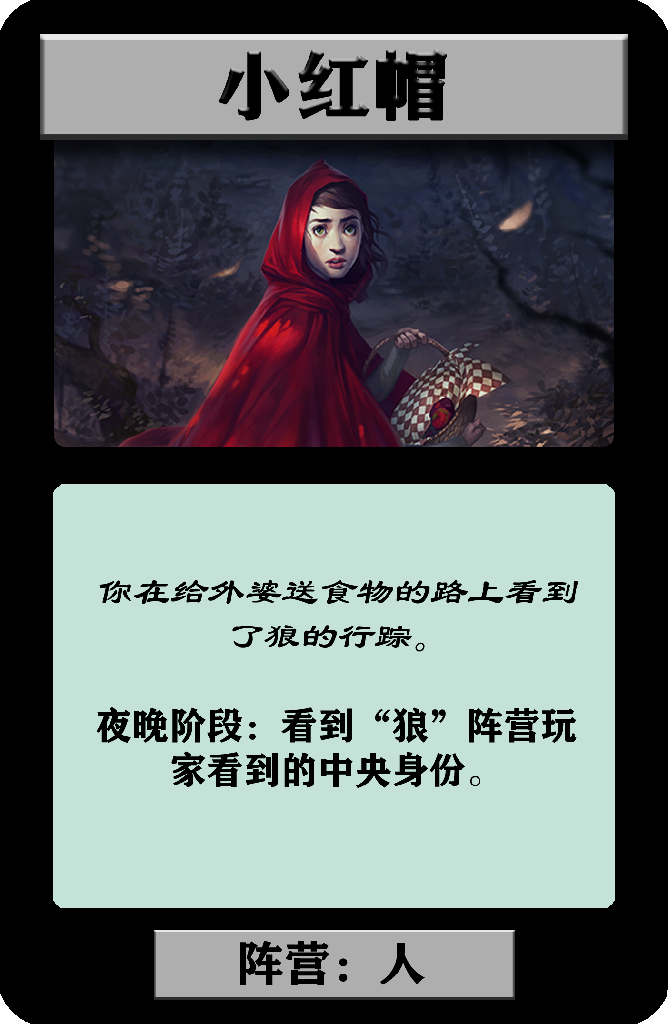 小红帽
你在给外婆送食物的路上看到
了狼的行踪。
夜晚阶段：看到“狼”阵营玩
家看到的中央身份。
阵营：人